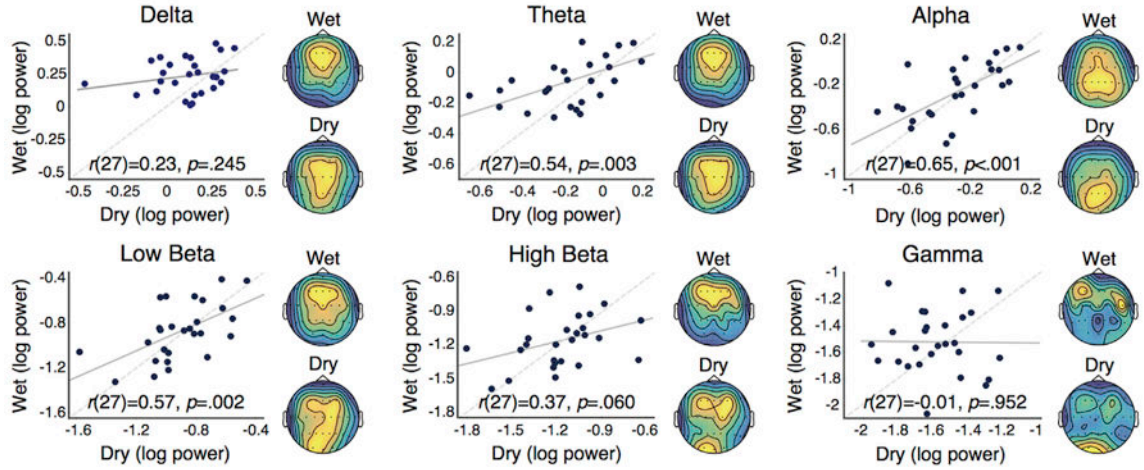 Delta
Wet
Dry
Wet (log power)
0.5
0.25
0
0.25
-0.5
-0.5
-0.25
0
0.25
0.5
Dry (log power)
r(27)=0.23, p=.245
Theta
Wet
Dry
Wet (log power)
0.2
0
-0.2
-0.4
-0.6
-0.6
-0.4
-0.2
0
0.2
Dry (log power)
r(27)=0.54, p=.003
Alpha
Wet
Dry
Wet (log power)
0.2
-0.2
-0.6
-1
-1
-0.6
-0.2
0.2
Dry (log power)
r(27)=0.65, p<.001
Low Beta
Wet
Dry
Wet (log power)
-0.4
-0.8
-1.2
-1.6
-1.6
-1.2
-0.8
-0.4
Dry (log power)
r(27)=0.57, p=.002
High Beta
Wet
Dry
Wet (log power)
-0.6
-0.9
-1.2
-1.5
-1.8
-1.8
-1.5
-1.2
-0.9
-0.6
Dry (log power)
r(27)=0.37, p=.060
Gamma
Wet
Dry
Wet (log power)
-1
-1.2
-1.4
-1.6
-1.8
-2
-2
-1.8
-1.6
-1.4
-1.2
-1
Dry (log power)
r(27)=-0.01, p=.952